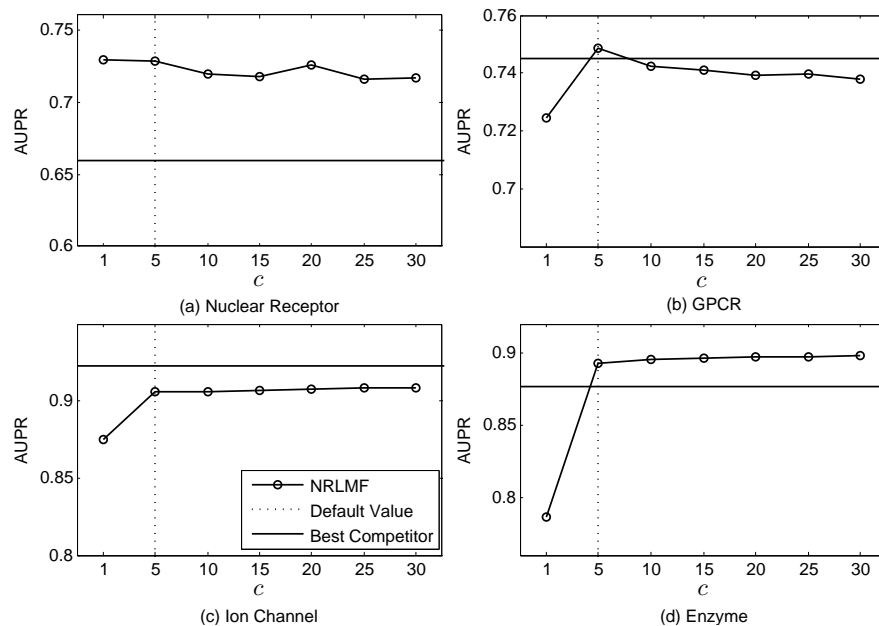 0.75
0.7
0.65
0.6
AUPR
1 5 10 15 20 25 30
c
(a) Nuclear Receptor
0.76
0.74
0.72
0.7
AUPR
1 5 10 15 20 25 30
c
(b) GPCR
0.9
0.85
0.8
AUPR
NRLMF
Default Value
Best Competitor
1 5 10 15 20 25 30
c
(c) Ion Channel
0.9
0.85
0.8
AUPR
1 5 10 15 20 25 30
c
(d) Enzyme